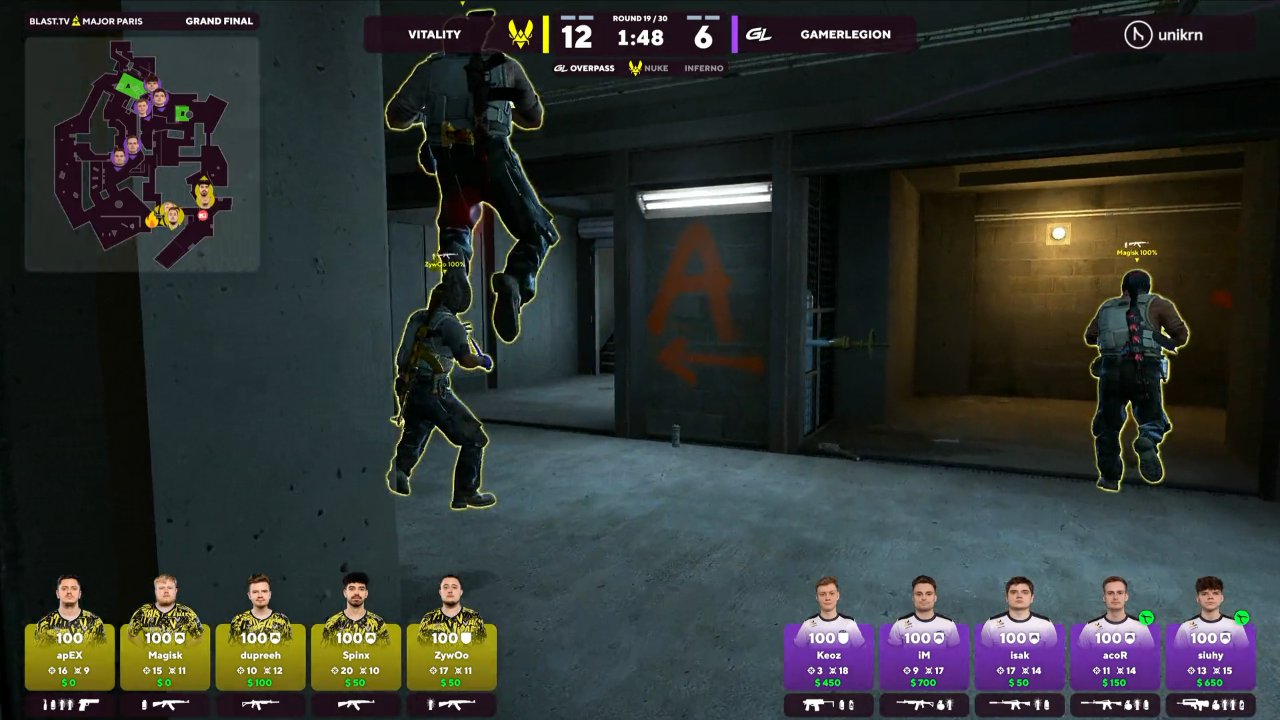 BLAST.TV MAJOR PARIS GRAND FINAL
VITALITY 12 ROUND 19 / 30 1:48 6 GL GAMERLEGION
unikrn
GL OVERPASS NUKE INFERNO
A
ZywOo 100%
Magisk 100%
A
100 100 100 100 100 100 100 100 100 100
apEX Magisk dupreeh Spinx ZywOo Keoz iM isak acoR siuhy
16 9 15 11 10 12 20 10 17 11 3 18 9 17 17 14 11 14 13 15
$0 $0 $100 $50 $50 $450 $700 $50 $150 $650